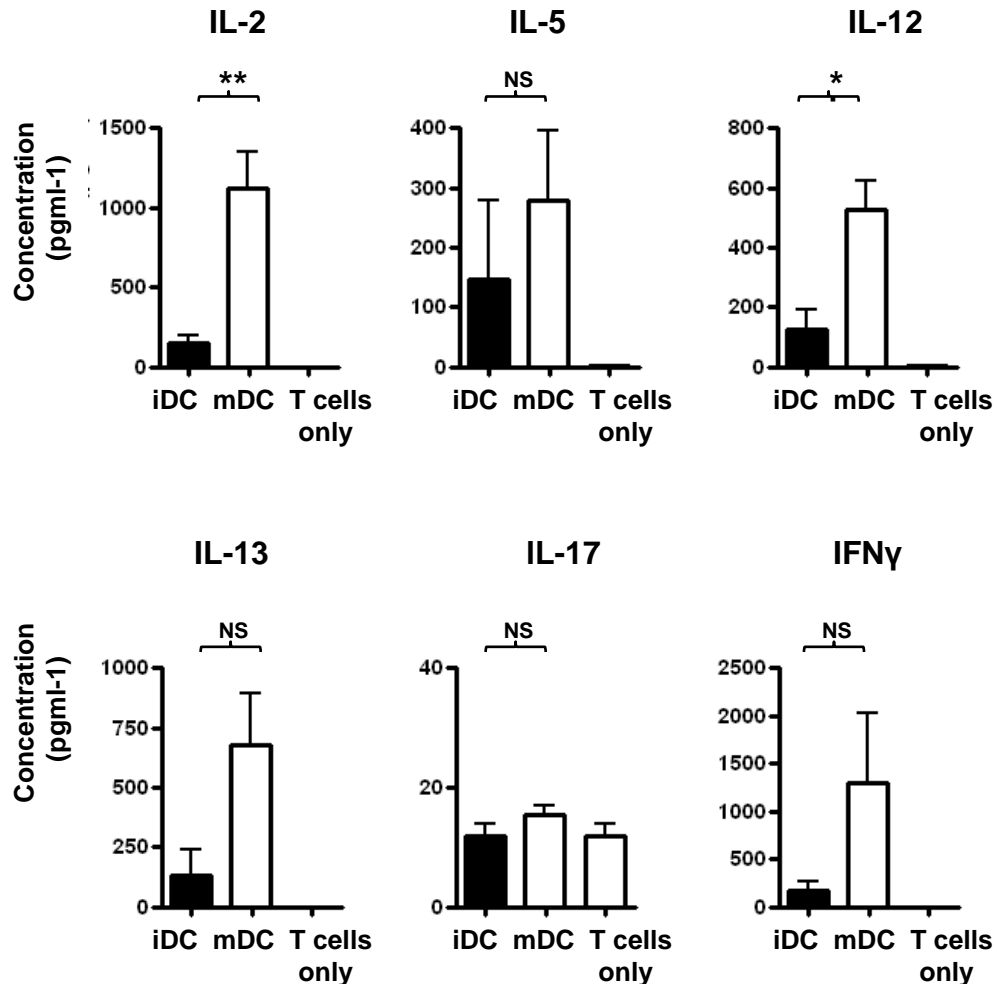 IL-2
**
Concentration
(pgml-1)
1500
1000
500
0
iDC mDC T cells
only
IL-5
NS
400
300
200
100
0
iDC mDC T cells
only
IL-12
*
800
600
400
200
0
iDC mDC T cells
only
IL-13
NS
Concentration
(pgml-1)
1000
750
500
250
0
iDC mDC T cells
only
IL-17
NS
40
20
0
iDC mDC T cells
only
IFNγ
NS
2500
2000
1500
1000
500
0
iDC mDC T cells
only